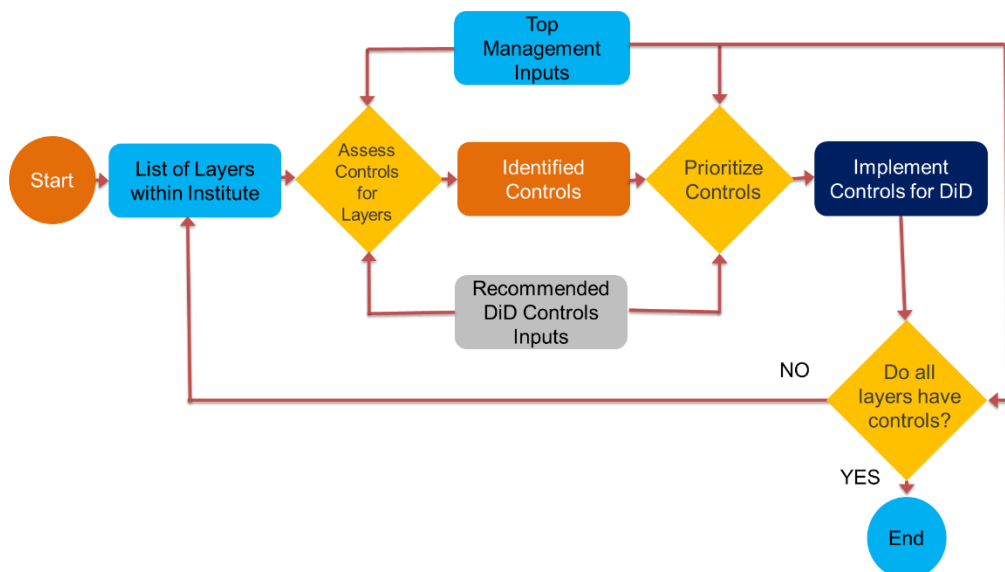 Top
Management
Inputs
Start
List of Layers
within Institute
Assess
Controls
for
Layers
Identified
Controls
Prioritize
Controls
Implement
Controls for DiD
Recommended
DiD Controls
Inputs
NO
Do all
layers have
controls?
YES
End